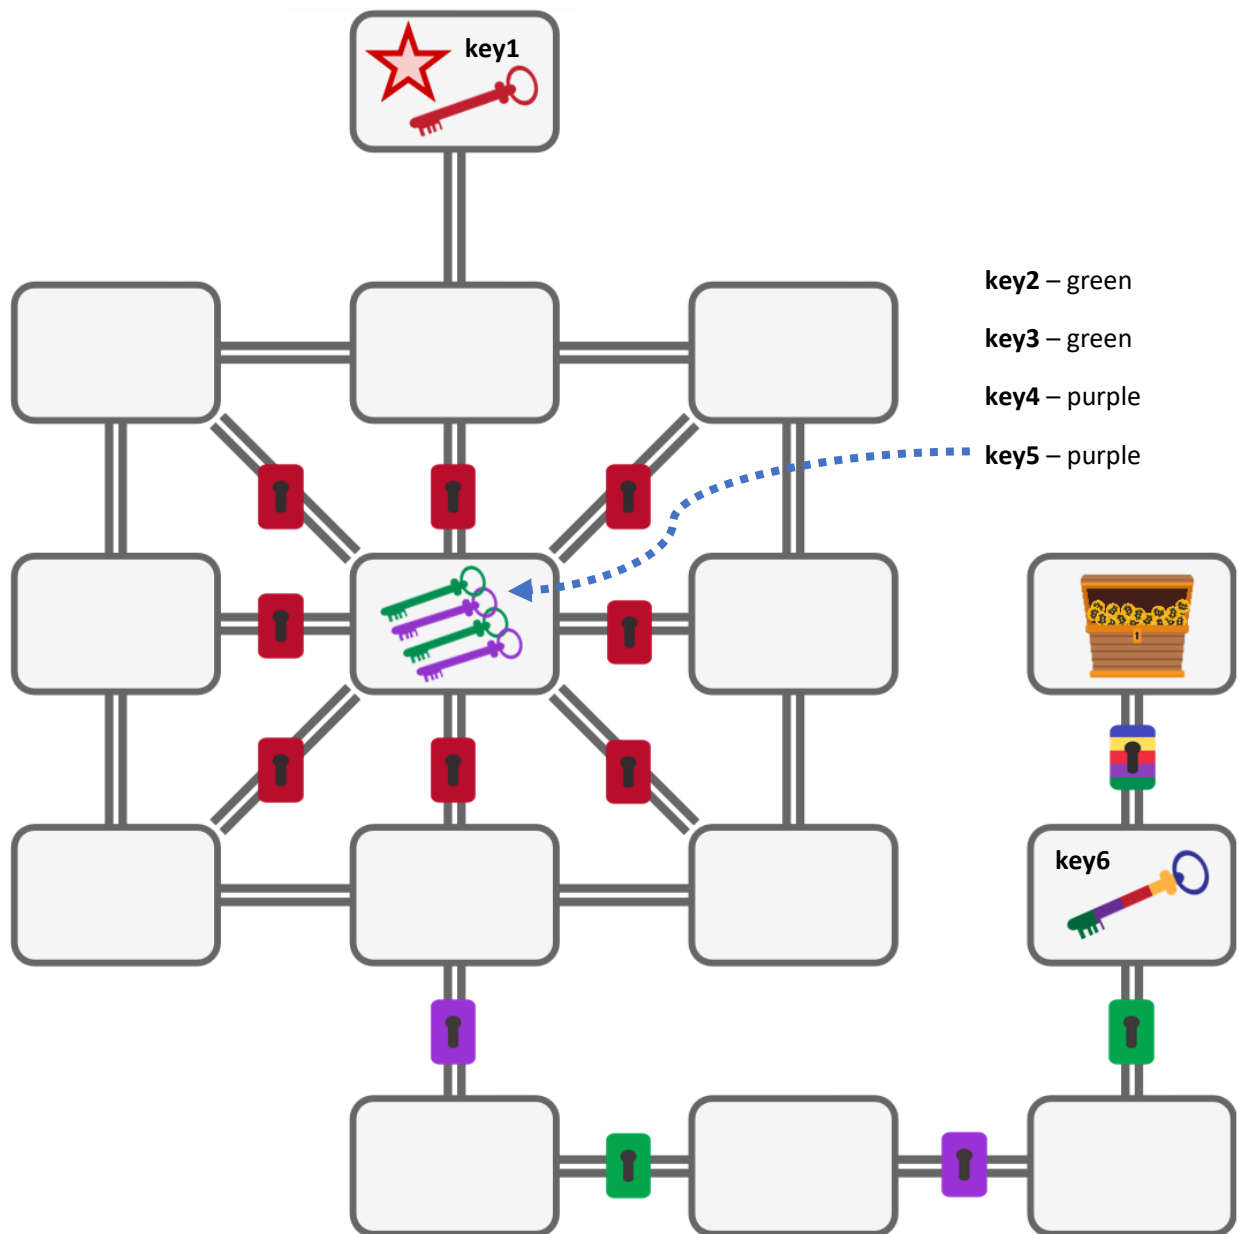 key1
key2 – green
key3 – green
key4 – purple
key5 – purple
key6